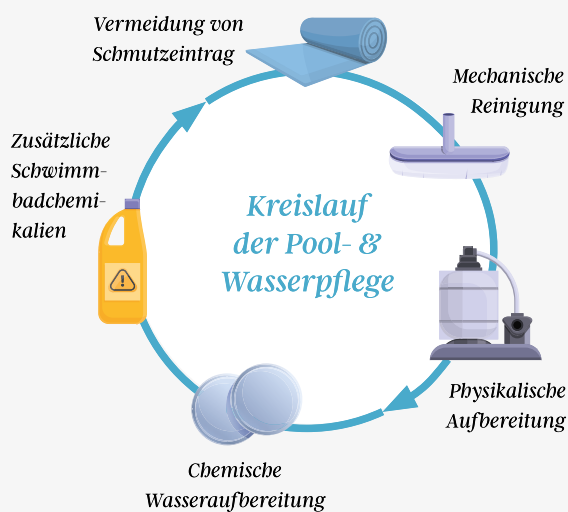 Vermeidung von
Schmutzeintrag
Mechanische
Reinigung
Zusätzliche
Schwimm-
badchemi-
kalien
Kreislauf
der Pool- &
Wasserpflege
Physikalische
Aufbereitung
Chemische
Wasseraufbereitung